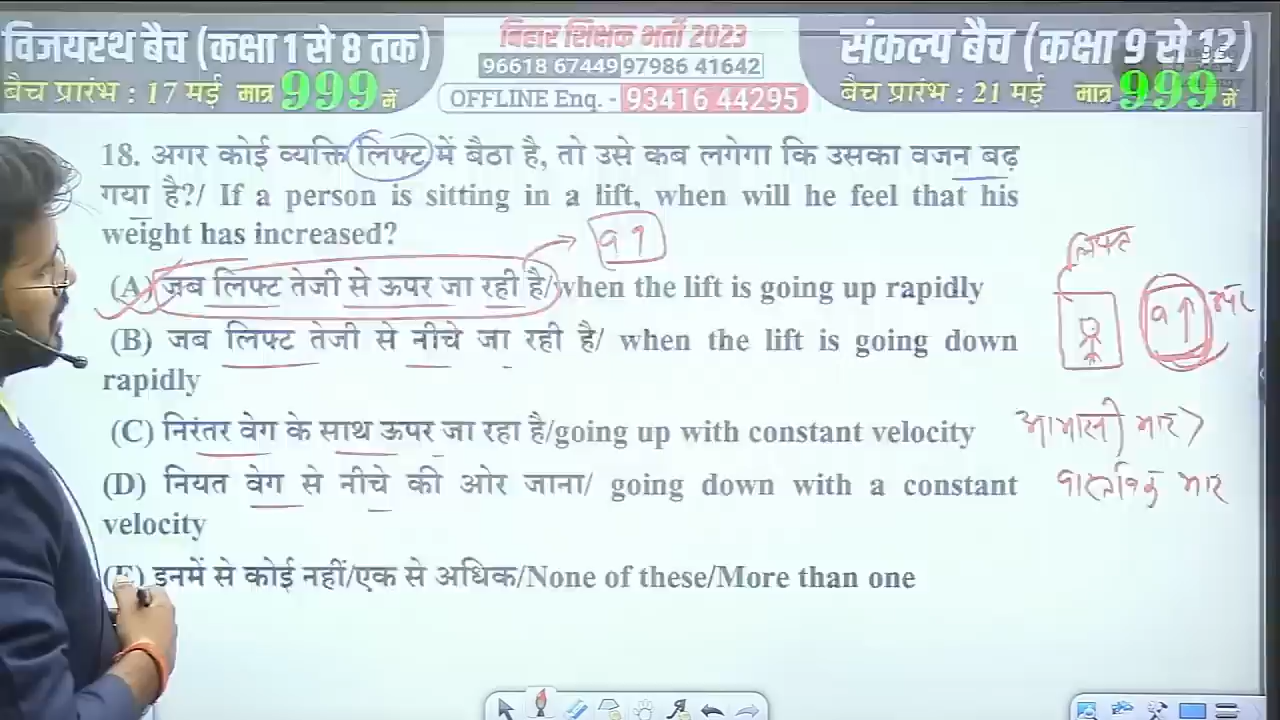 विजयरथ बैच (कक्षा 1 से 8 तक)
बैच प्रारंभ : 17 मई मात्र 999 में
बिहार शिक्षक भर्ती 2023
96618 67449 97986 41642
OFFLINE Enq. - 93416 44295
संकल्प बैच (कक्षा 9 से 12)
बैच प्रारंभ : 21 मई मात्र 999 में
18. अगर कोई व्यक्ति लिफ्ट में बैठा है, तो उसे कब लगेगा कि उसका वजन बढ़
गया है?/ If a person is sitting in a lift, when will he feel that his
weight has increased?
a↑
(A) जब लिफ्ट तेजी से ऊपर जा रही है/when the lift is going up rapidly
(B) जब लिफ्ट तेजी से नीचे जा रही है/ when the lift is going down
rapidly
(C) निरंतर वेग के साथ ऊपर जा रहा है/going up with constant velocity
(D) नियत वेग से नीचे की ओर जाना/ going down with a constant
velocity
(E) इनमें से कोई नहीं/एक से अधिक/None of these/More than one
लिफ्ट
a↑ ऊपर
आभासी भार >
वास्तविक भार